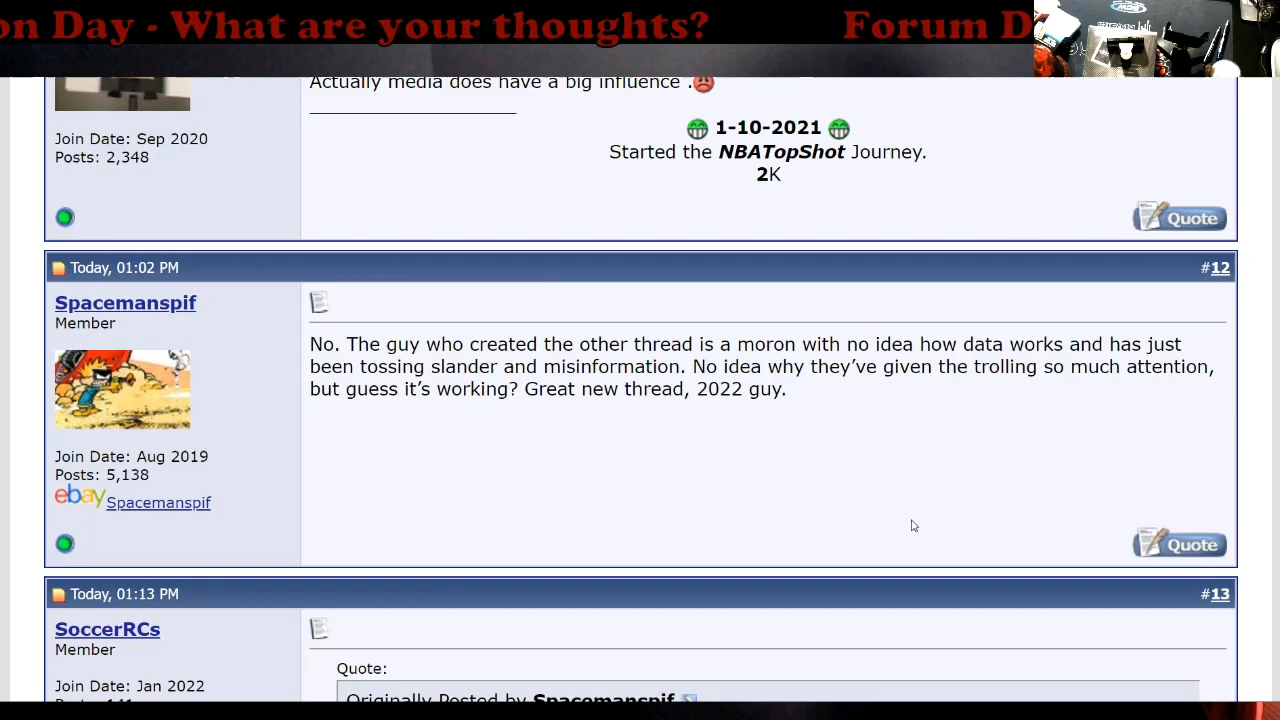 on Day - What are your thoughts? Forum D
Actually media does have a big influence .
Join Date: Sep 2020
Posts: 2,348
1-10-2021
Started the NBATopShot Journey.
2K
Quote
Today, 01:02 PM
#12
Spacemanspif
Member
No. The guy who created the other thread is a moron with no idea how data works and has just
been tossing slander and misinformation. No idea why they’ve given the trolling so much attention,
but guess it’s working? Great new thread, 2022 guy.
Join Date: Aug 2019
Posts: 5,138
ebay Spacemanspif
Quote
Today, 01:13 PM
#13
SoccerRCs
Member
Quote:
Originally Posted by Spacemanspif
Join Date: Jan 2022